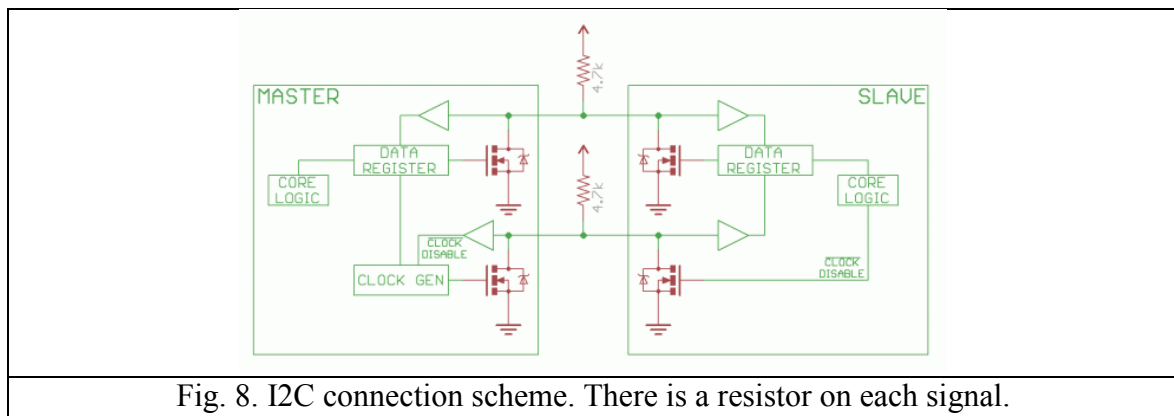 MASTER
SLAVE
4.7k
DATA
REGISTER
DATA
REGISTER
CORE
LOGIC
CORE
LOGIC
4.7k
CLOCK
DISABLE
CLOCK
DISABLE
CLOCK GEN
Fig. 8. I2C connection scheme. There is a resistor on each signal.